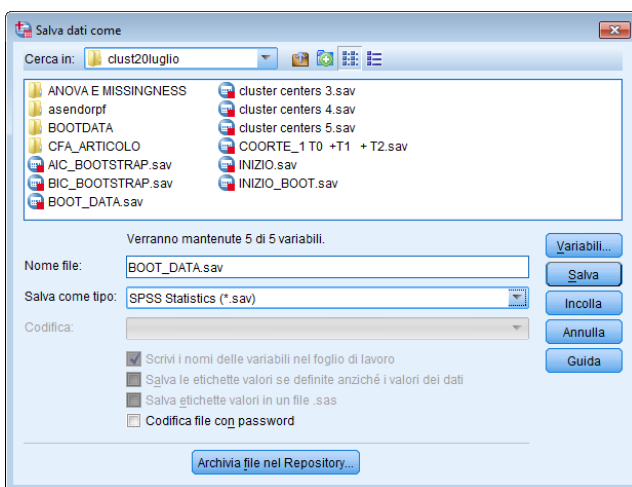 Salva dati come
Cerca in: clust20luglio
ANOVA E MISSINGNESS
asendorpf
BOOTDATA
CFA_ARTICOLO
AIC_BOOTSTRAP.sav
BIC_BOOTSTRAP.sav
BOOT_DATA.sav
cluster centers 3.sav
cluster centers 4.sav
cluster centers 5.sav
COORTE_1 T0 +T1 + T2.sav
INIZIO.sav
INIZIO_BOOT.sav
Verranno mantenute 5 di 5 variabili.
Variabili...
Nome file: BOOT_DATA.sav
Salva
Salva come tipo: SPSS Statistics (*.sav)
Incolla
Codifica:
Annulla
Scrivi i nomi delle variabili nel foglio di lavoro
Guida
Salva le etichette valori se definite anziché i valori dei dati
Salva etichette valori in un file .sas
Codifica file con password
Archivia file nel Repository...